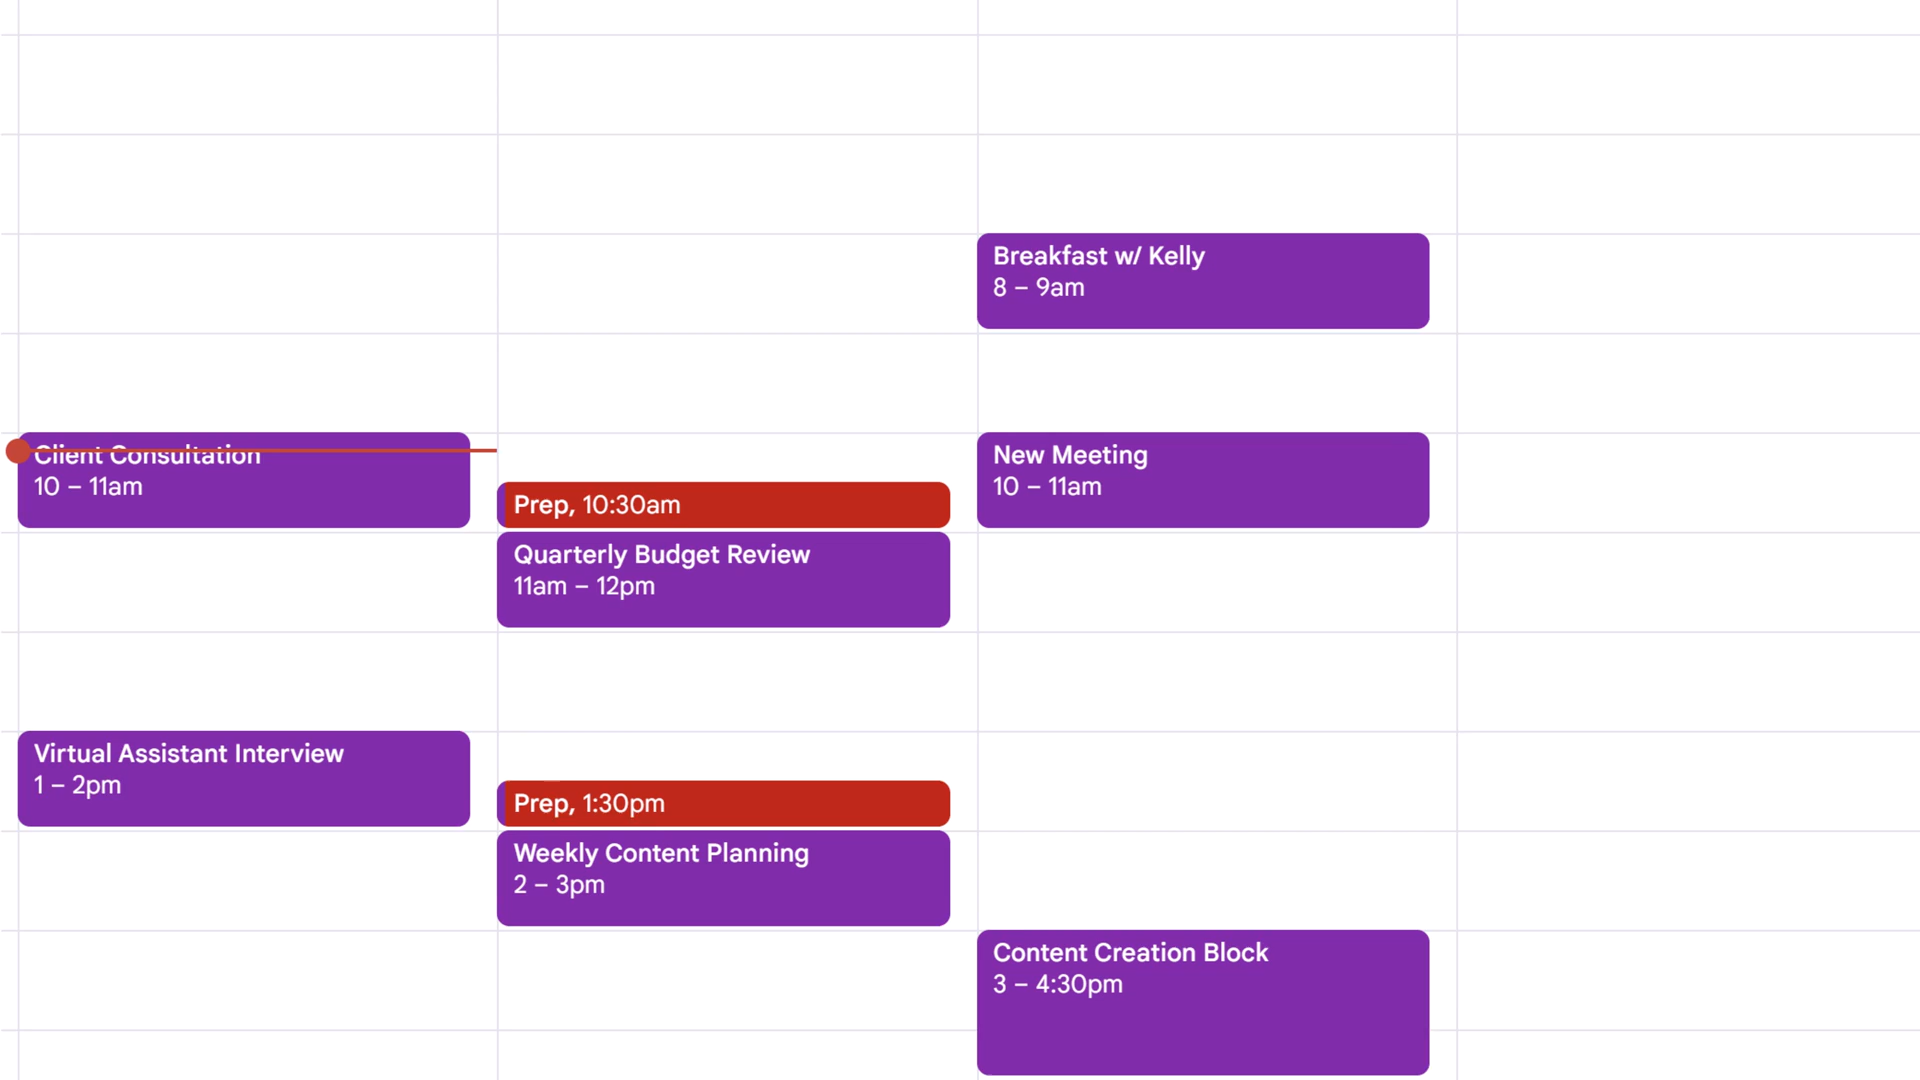 Client Consultation
10 – 11am
Virtual Assistant Interview
1 – 2pm
Prep, 10:30am
Quarterly Budget Review
11am – 12pm
Prep, 1:30pm
Weekly Content Planning
2 – 3pm
Breakfast w/ Kelly
8 – 9am
New Meeting
10 – 11am
Content Creation Block
3 – 4:30pm